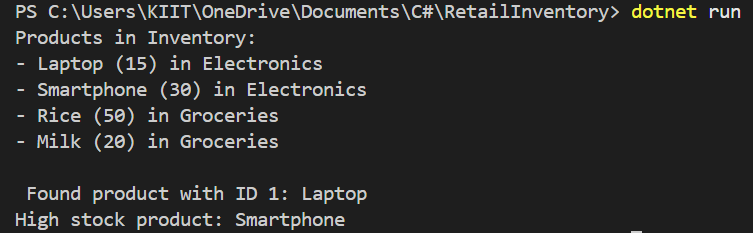 PS C:\Users\KIIT\OneDrive\Documents\C#\RetailInventory> dotnet run
Products in Inventory:
- Laptop (15) in Electronics
- Smartphone (30) in Electronics
- Rice (50) in Groceries
- Milk (20) in Groceries
Found product with ID 1: Laptop
High stock product: Smartphone